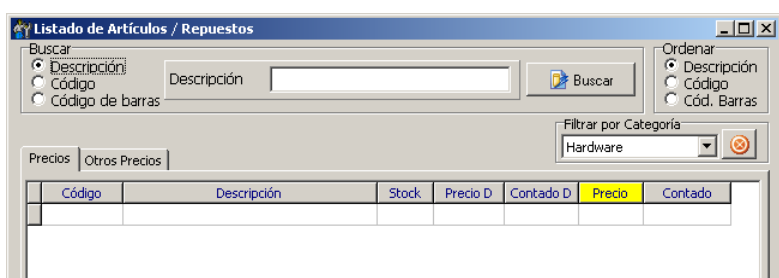 Listado de Artículos / Repuestos
Buscar
Descripción
Código
Código de barras
Descripción
Buscar
Ordenar
Descripción
Código
Cód. Barras
Filtrar por Categoría
Hardware
Precios Otros Precios
Código Descripción Stock Precio D Contado D Precio Contado